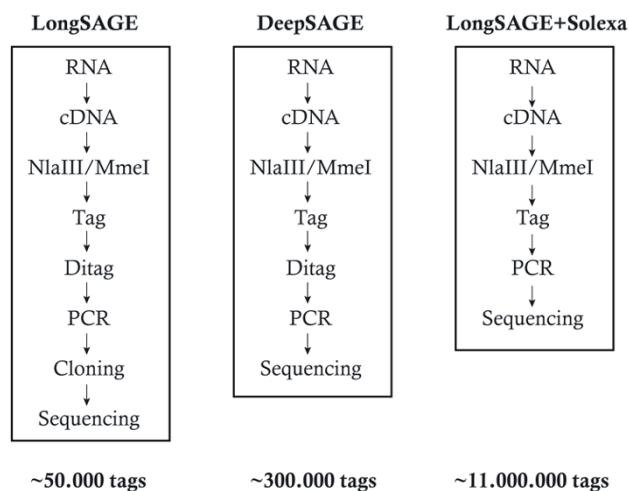 LongSAGE
RNA
cDNA
NlaIII/MmeI
Tag
Ditag
PCR
Cloning
Sequencing
~50.000 tags
DeepSAGE
RNA
cDNA
NlaIII/MmeI
Tag
Ditag
PCR
Sequencing
~300.000 tags
LongSAGE+Solexa
RNA
cDNA
NlaIII/MmeI
Tag
PCR
Sequencing
~11.000.000 tags